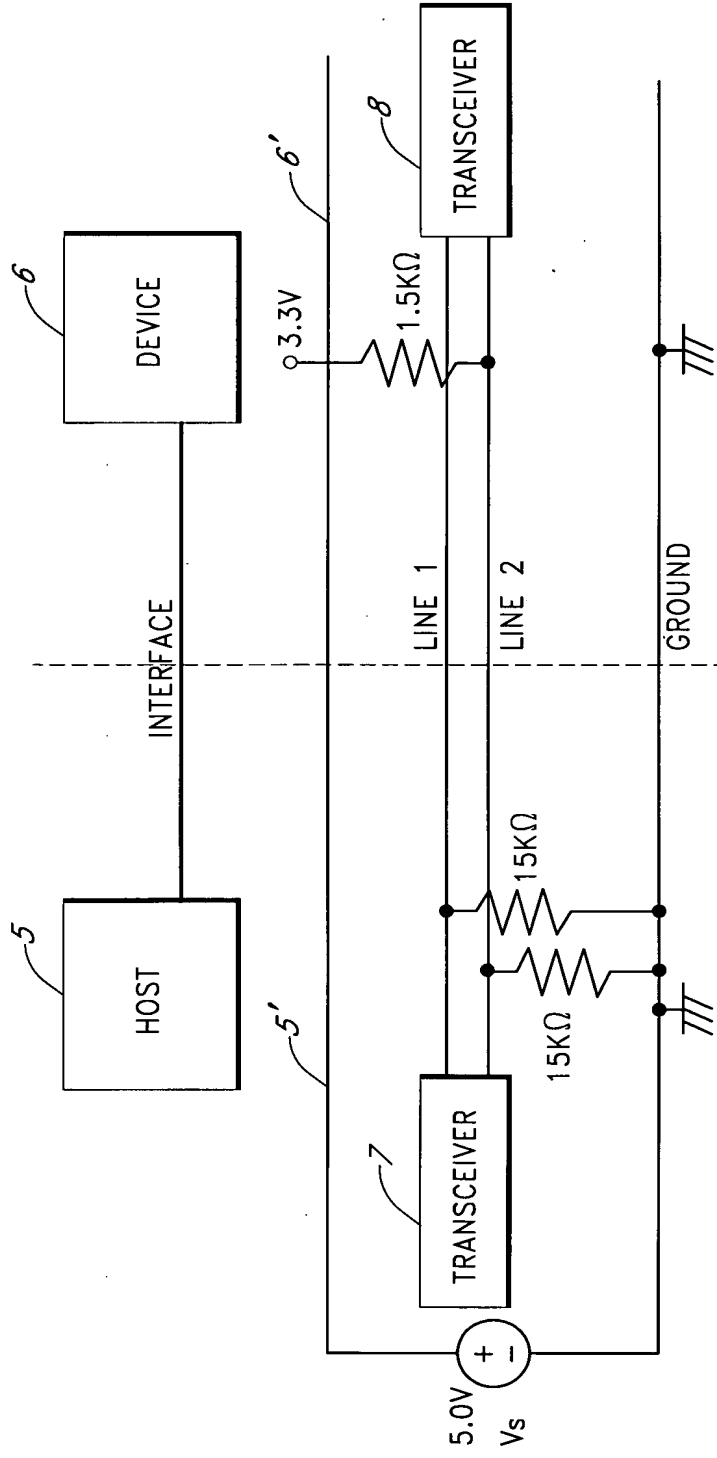 5
6
HOST
INTERFACE
DEVICE
5'
6'
3.3V
1.5KΩ
7
8
TRANSCEIVER
TRANSCEIVER
LINE 1
LINE 2
15KΩ
15KΩ
GROUND
5.0V
Vs
+
−